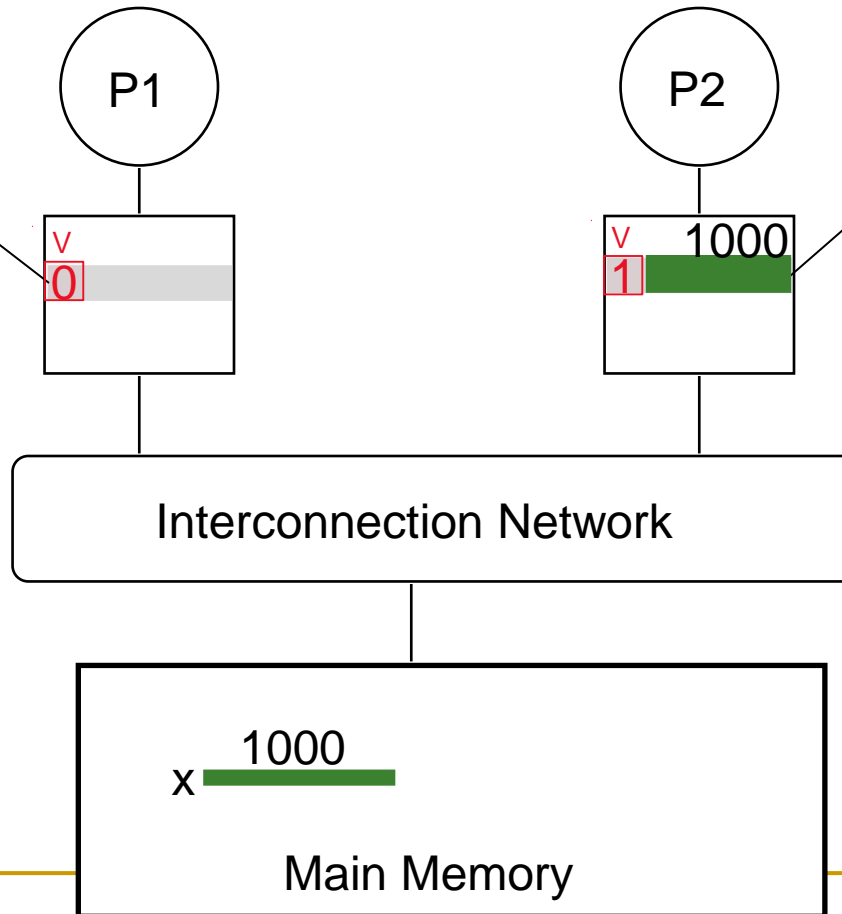 P1
P2
V
0
V
1000
1
Interconnection Network
1000
x
Main Memory